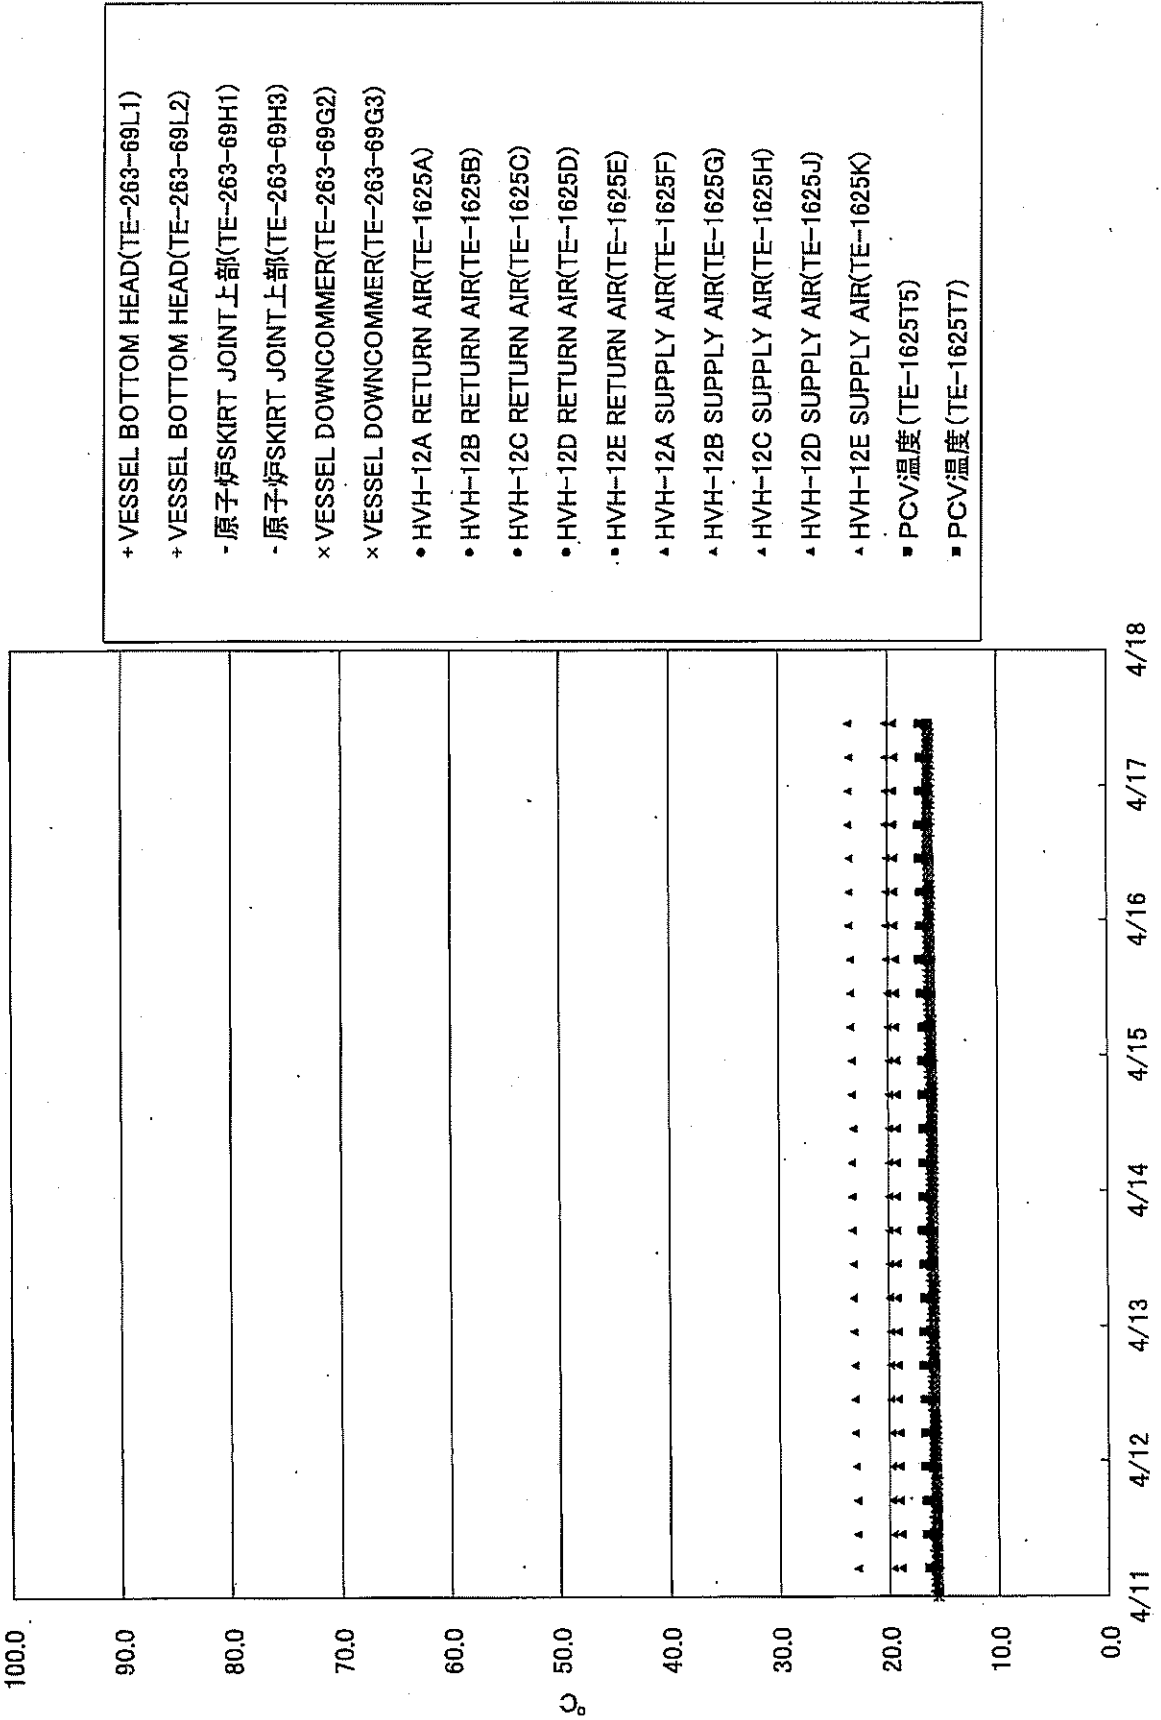 100.0
90.0
80.0
70.0
60.0
50.0
40.0
30.0
20.0
10.0
0.0
℃
4/11
4/12
4/13
4/14
4/15
4/16
4/17
4/18
+ VESSEL BOTTOM HEAD(TE-263-69L1)
+ VESSEL BOTTOM HEAD(TE-263-69L2)
- 原子炉SKIRT JOINT上部(TE-263-69H1)
- 原子炉SKIRT JOINT上部(TE-263-69H3)
× VESSEL DOWNCOMMER(TE-263-69G2)
× VESSEL DOWNCOMMER(TE-263-69G3)
● HVH-12A RETURN AIR(TE-1625A)
● HVH-12B RETURN AIR(TE-1625B)
● HVH-12C RETURN AIR(TE-1625C)
● HVH-12D RETURN AIR(TE-1625D)
● HVH-12E RETURN AIR(TE-1625E)
▲ HVH-12A SUPPLY AIR(TE-1625F)
▲ HVH-12B SUPPLY AIR(TE-1625G)
▲ HVH-12C SUPPLY AIR(TE-1625H)
▲ HVH-12D SUPPLY AIR(TE-1625J)
▲ HVH-12E SUPPLY AIR(TE-1625K)
■ PCV温度(TE-1625T5)
■ PCV温度(TE-1625T7)